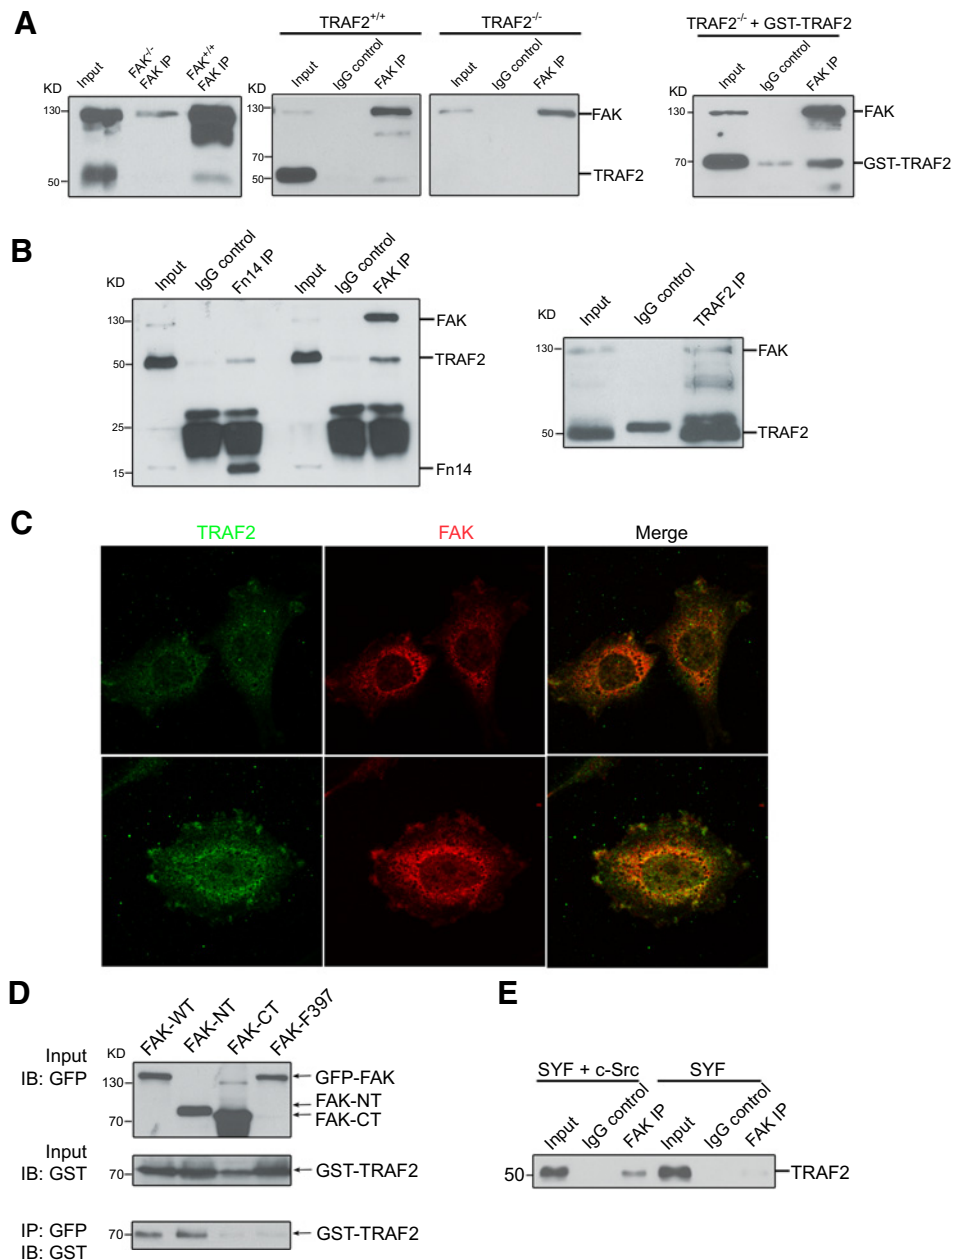 A
TRAF2+/+
TRAF2-/-
TRAF2-/- + GST-TRAF2
Input
FAK-/-
FAK IP
FAK+/+
FAK IP
Input
IgG control
FAK IP
Input
IgG control
FAK IP
Input
IgG control
FAK IP
KD
130
50
KD
130
70
50
FAK
TRAF2
KD
130
70
FAK
GST-TRAF2
B
Input
IgG control
Fn14 IP
Input
IgG control
FAK IP
KD
130
50
25
15
FAK
TRAF2
Fn14
Input
IgG control
TRAF2 IP
KD
130
50
FAK
TRAF2
C
TRAF2
FAK
Merge
D
FAK-WT
FAK-NT
FAK-CT
FAK-F397
Input
IB: GFP
KD
130
70
GFP-FAK
FAK-NT
FAK-CT
Input
IB: GST
70
GST-TRAF2
IP: GFP
IB: GST
70
GST-TRAF2
E
SYF + c-Src
SYF
Input
IgG control
FAK IP
Input
IgG control
FAK IP
50
TRAF2